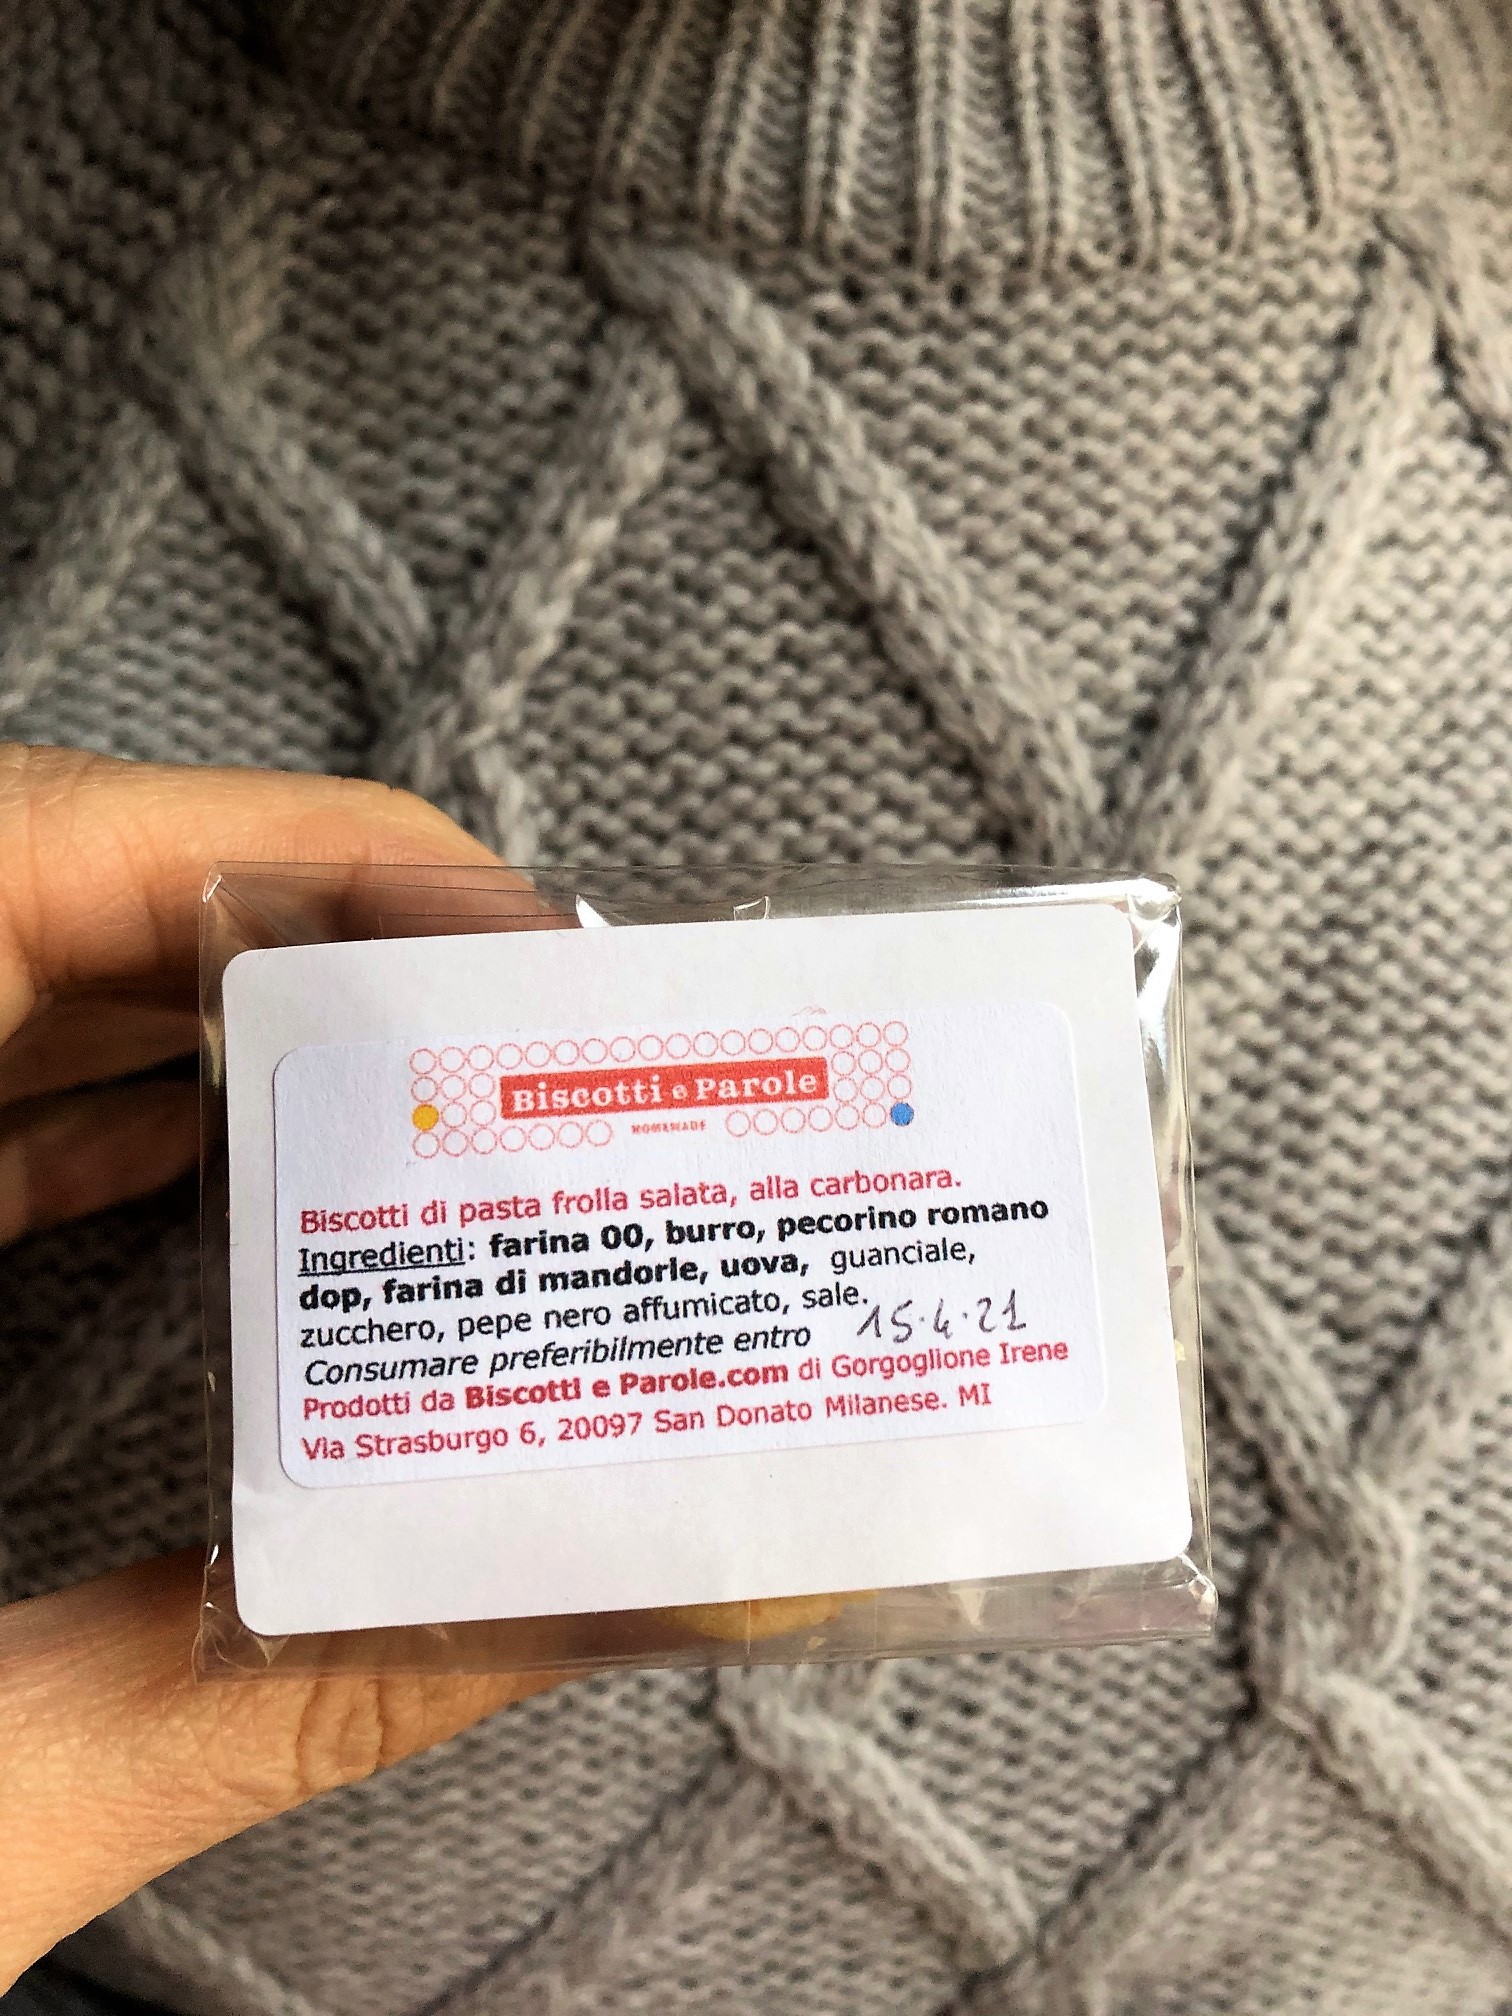 Biscotti e Parole
HOMEMADE
Biscotti di pasta frolla salata, alla carbonara.
Ingredienti: farina 00, burro, pecorino romano
dop, farina di mandorle, uova, guanciale,
zucchero, pepe nero affumicato, sale.
Consumare preferibilmente entro 15.4.21
Prodotti da Biscotti e Parole.com di Gorgoglione Irene
Via Strasburgo 6, 20097 San Donato Milanese. MI